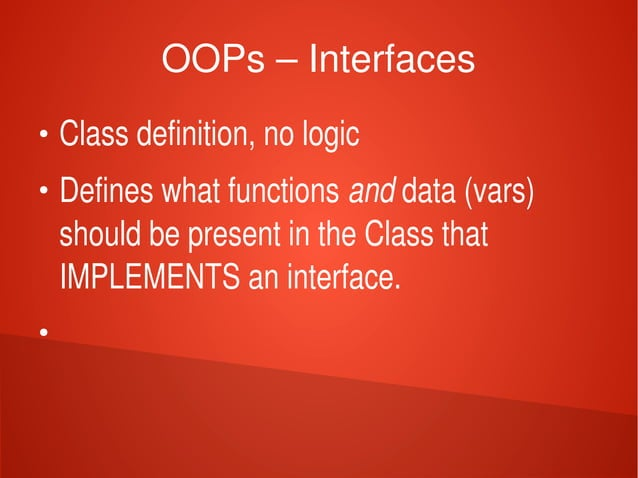 OOPs – Interfaces
• Class definition, no logic
• Defines what functions and data (vars)
should be present in the Class that
IMPLEMENTS an interface.
•